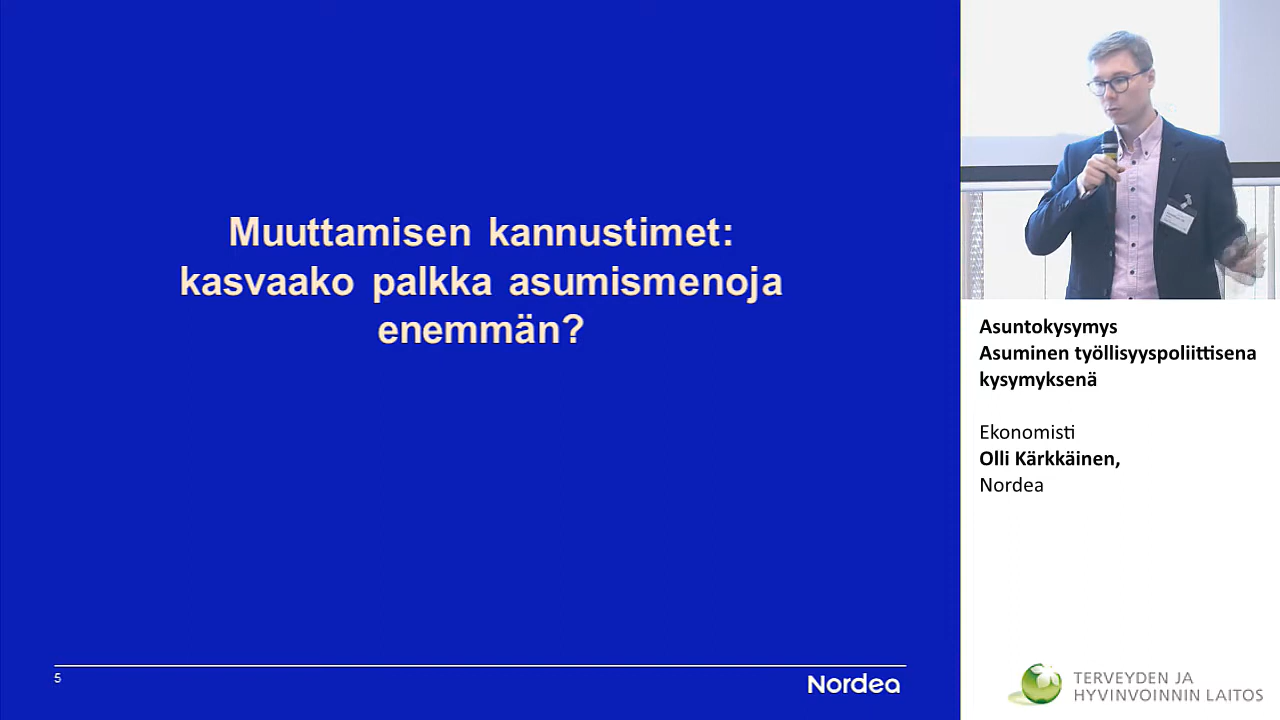 Muuttamisen kannustimet:
kasvaako palkka asumismenoja
enemmän?
5
Nordea
Asuntokysymys
Asuminen työllisyyspoliittisena
kysymyksenä
Ekonomisti
Olli Kärkkäinen,
Nordea
TERVEYDEN JA
HYVINVOINNIN LAITOS